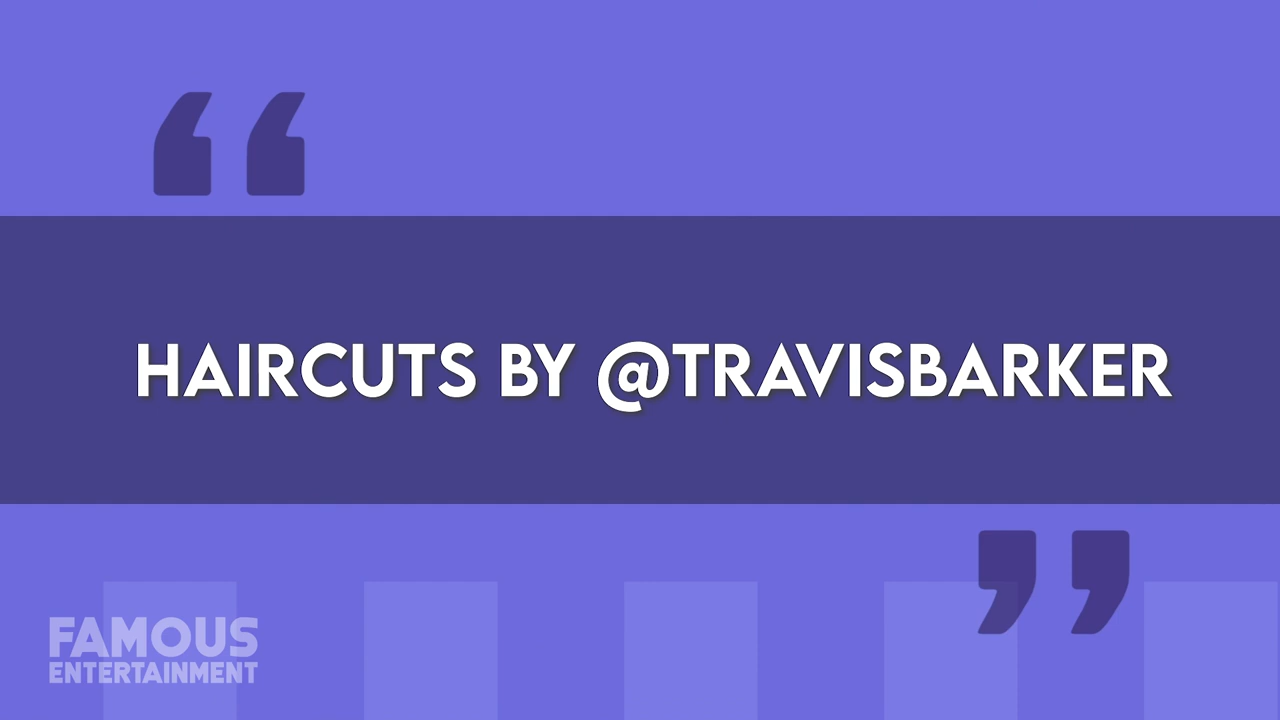 “
HAIRCUTS BY @TRAVISBARKER
”
FAMOUS
ENTERTAINMENT